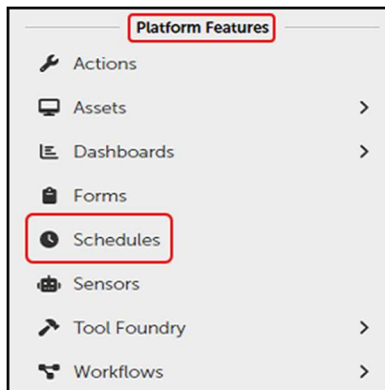 Platform Features
Actions
Assets
Dashboards
Forms
Schedules
Sensors
Tool Foundry
Workflows